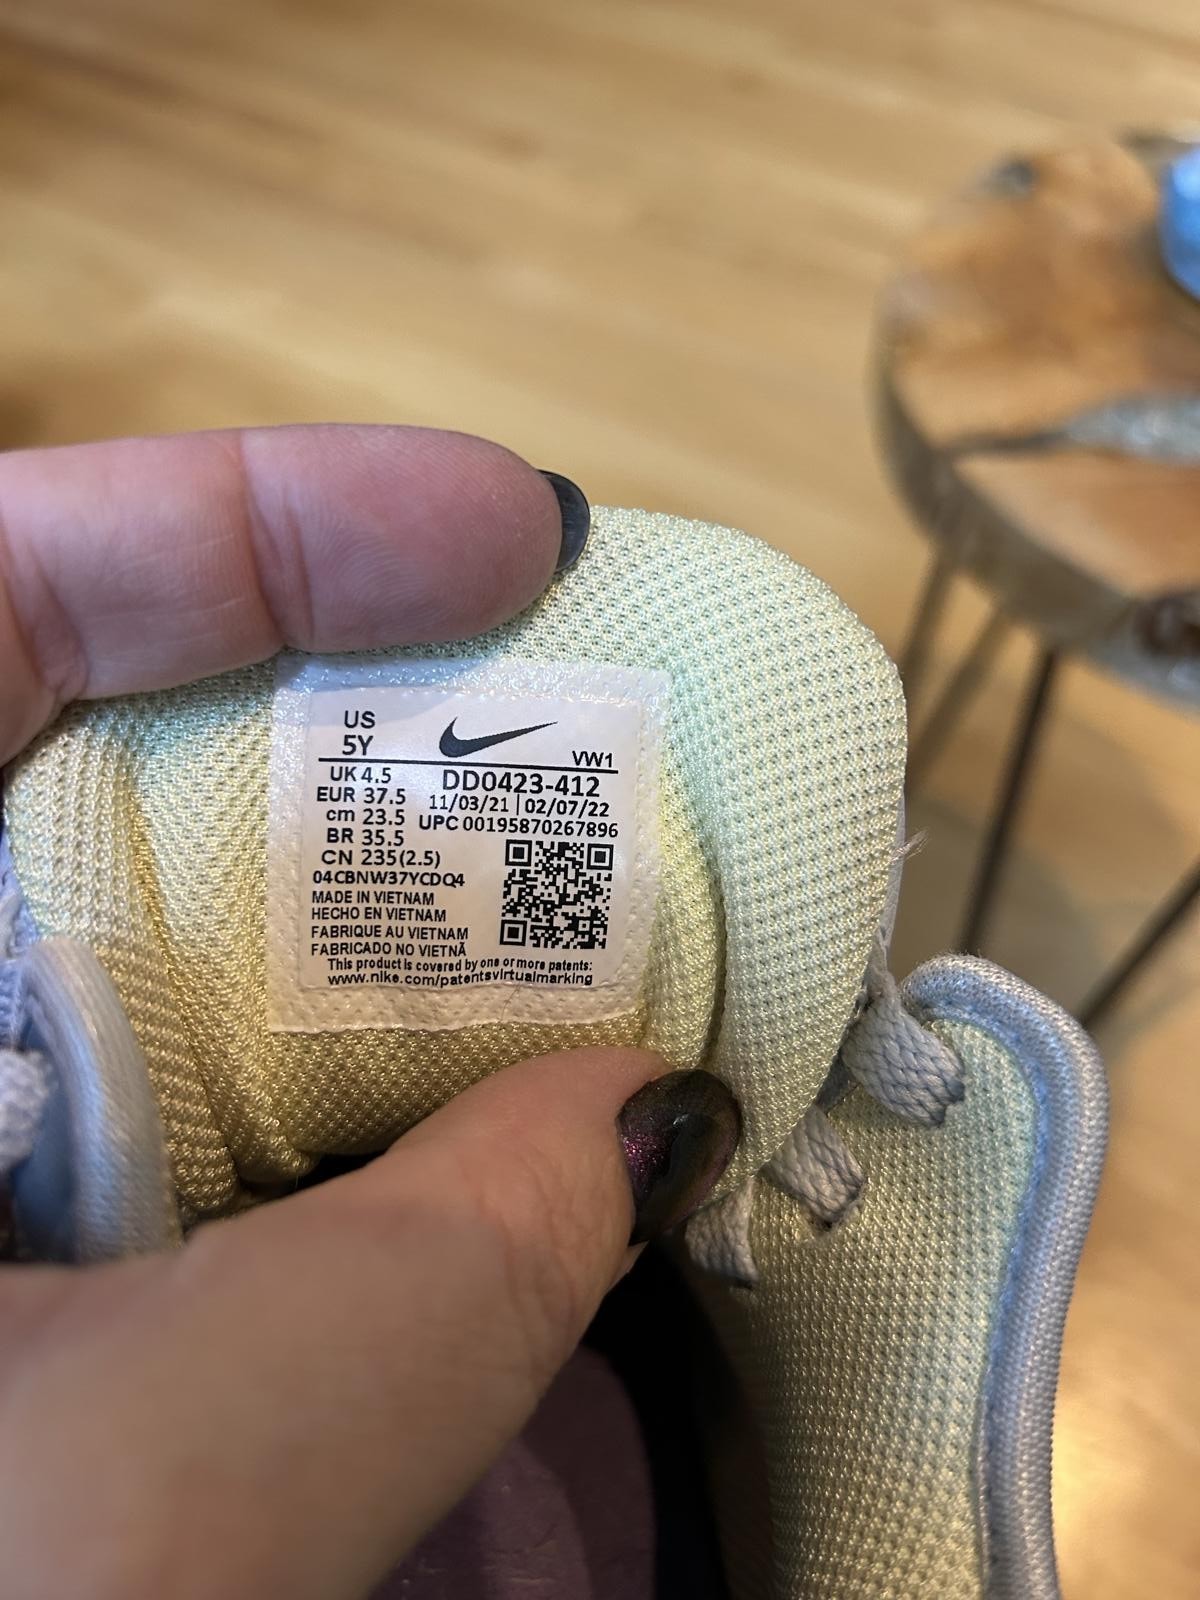 US
5Y
VW1
UK 4.5
DD0423-412
EUR 37.5
11/03/21 | 02/07/22
cm 23.5
UPC 00195870267896
BR 35.5
CN 235(2.5)
04CBNW37YCDQ4
MADE IN VIETNAM
HECHO EN VIETNAM
FABRIQUE AU VIETNAM
FABRICADO NO VIETNÃ
This product is covered by one or more patents:
www.nike.com/patentsvirtualmarking